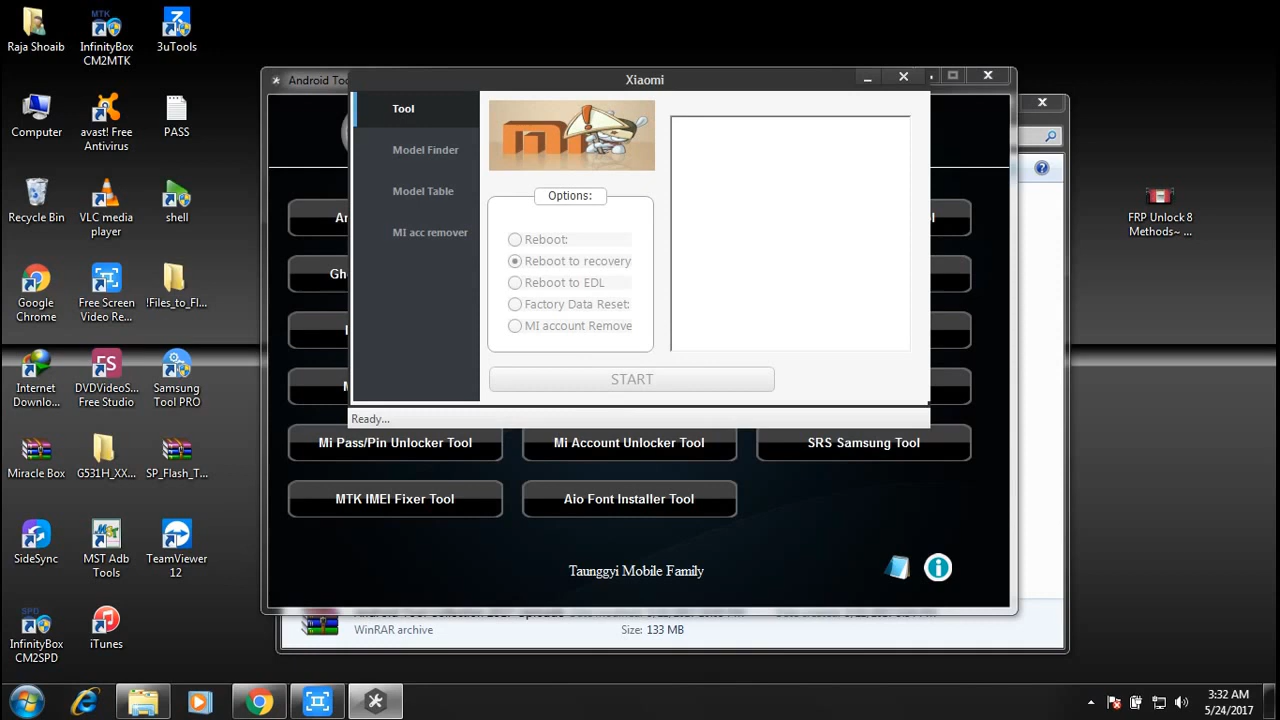 Raja Shoaib
InfinityBox
CM2MTK
3uTools
Computer
avast! Free
Antivirus
PASS
Recycle Bin
VLC media
player
shell
Google
Chrome
Free Screen
Video Re...
!Files_to_Fl...
Internet
Downlo...
DVDVideoS...
Free Studio
Samsung
Tool PRO
Miracle Box
G531H_XX...
SP_Flash_T...
SideSync
MST Adb
Tools
TeamViewer
12
InfinityBox
CM2SPD
iTunes
FRP Unlock 8
Methods~ ...
Android Too
Xiaomi
Tool
Model Finder
Model Table
MI acc remover
Options:
Reboot:
Reboot to recovery
Reboot to EDL
Factory Data Reset:
MI account Remove
START
Ready...
Mi Pass/Pin Unlocker Tool
Mi Account Unlocker Tool
SRS Samsung Tool
MTK IMEI Fixer Tool
Aio Font Installer Tool
Taunggyi Mobile Family
WinRAR archive
Size: 133 MB
3:32 AM
5/24/2017